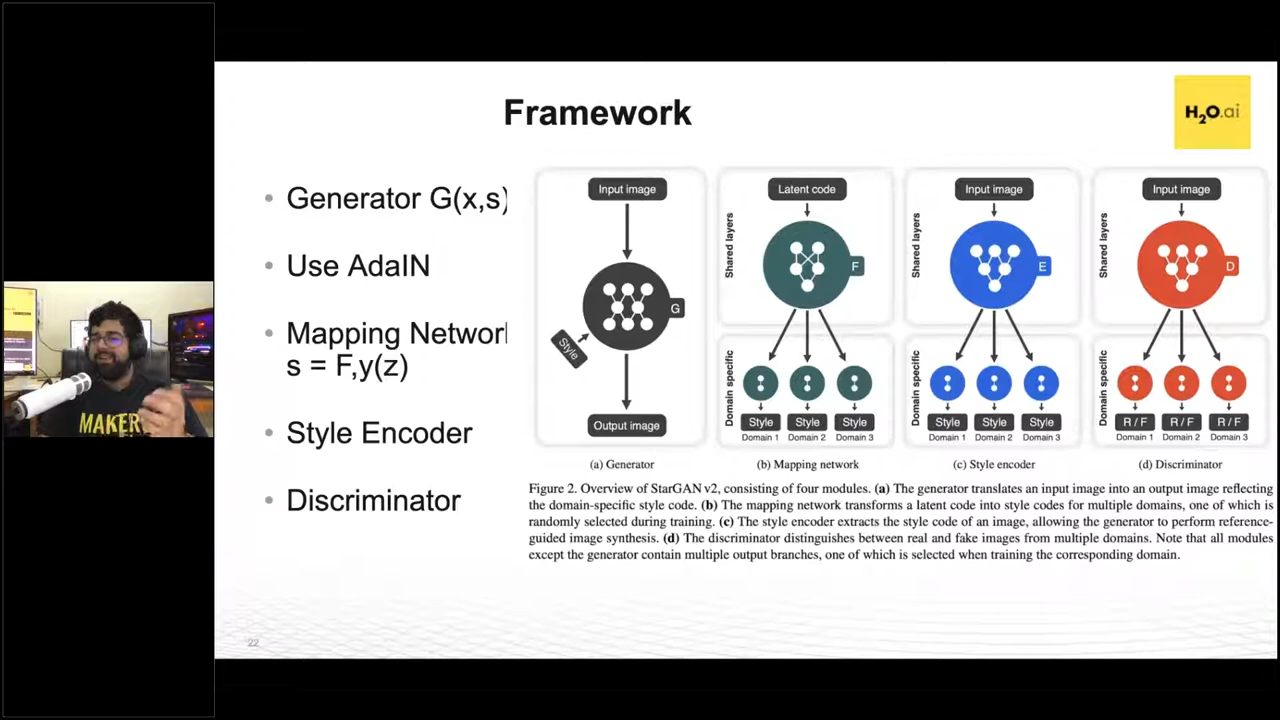 Framework
H2O.ai
Generator G(x,s)
Use AdaIN
Mapping Networ
s = F,y(z)
Style Encoder
Discriminator
Input image
G
Style
Output image
(a) Generator
Latent code
Shared layers
F
Domain specific
Style Style Style
Domain 1 Domain 2 Domain 3
(b) Mapping network
Input image
Shared layers
E
Domain specific
Style Style Style
Domain 1 Domain 2 Domain 3
(c) Style encoder
Input image
Shared layers
D
Domain specific
R / F R / F R / F
Domain 1 Domain 2 Domain 3
(d) Discriminator
Figure 2. Overview of StarGAN v2, consisting of four modules. (a) The generator translates an input image into an output image reflecting
the domain-specific style code. (b) The mapping network transforms a latent code into style codes for multiple domains, one of which is
randomly selected during training. (c) The style encoder extracts the style code of an image, allowing the generator to perform reference-
guided image synthesis. (d) The discriminator distinguishes between real and fake images from multiple domains. Note that all modules
except the generator contain multiple output branches, one of which is selected when training the corresponding domain.
22
MAKER